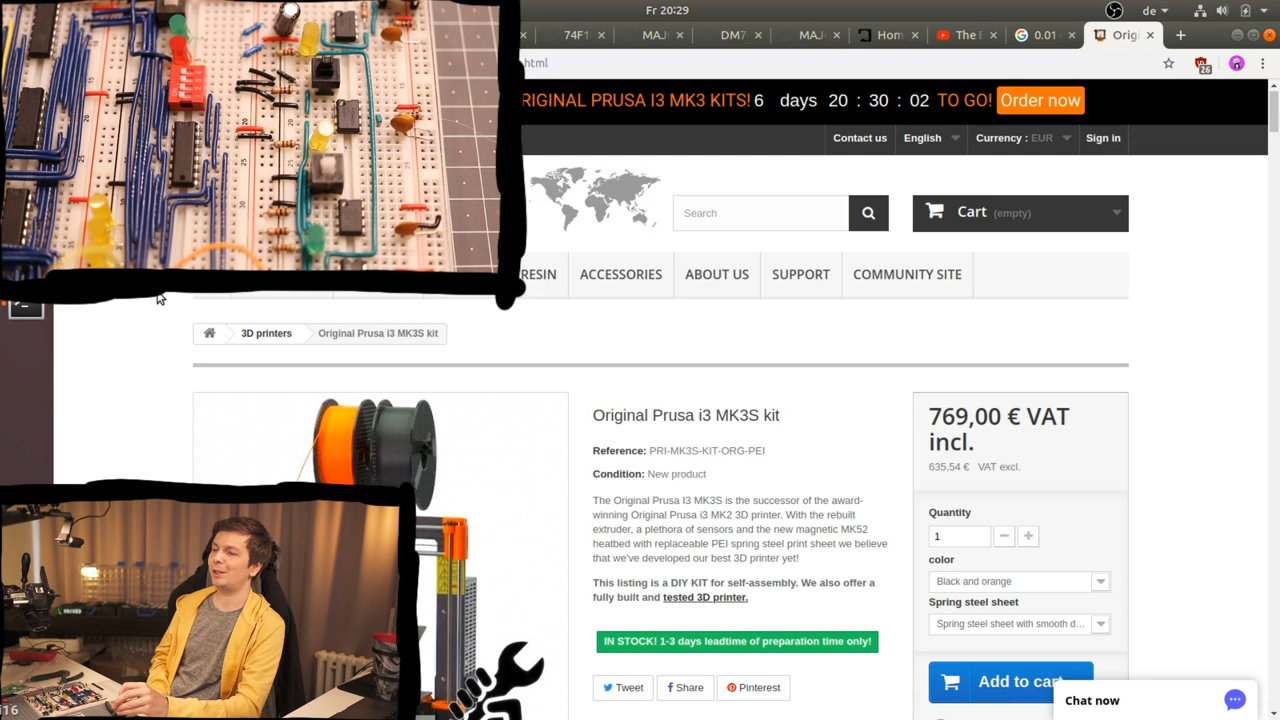 Fr 20:29
de
74F1
MAJ
DM7
MAJ
Hom
The E
0.01
Orig
html
26
RIGINAL PRUSA I3 MK3 KITS! 6 days 20 : 30 : 02 TO GO! Order now
Contact us
English
Currency : EUR
Sign in
Search
Cart (empty)
RESIN
ACCESSORIES
ABOUT US
SUPPORT
COMMUNITY SITE
3D printers
Original Prusa i3 MK3S kit
Original Prusa i3 MK3S kit
Reference: PRI-MK3S-KIT-ORG-PEI
Condition: New product
The Original Prusa I3 MK3S is the successor of the award-
winning Original Prusa i3 MK2 3D printer. With the rebuilt
extruder, a plethora of sensors and the new magnetic MK52
heatbed with replaceable PEI spring steel print sheet we believe
that we've developed our best 3D printer yet!
This listing is a DIY KIT for self-assembly. We also offer a
fully built and tested 3D printer.
IN STOCK! 1-3 days leadtime of preparation time only!
Tweet
Share
Pinterest
769,00 € VAT
incl.
635,54 € VAT excl.
Quantity
1
color
Black and orange
Spring steel sheet
Spring steel sheet with smooth d...
Add to cart
Chat now